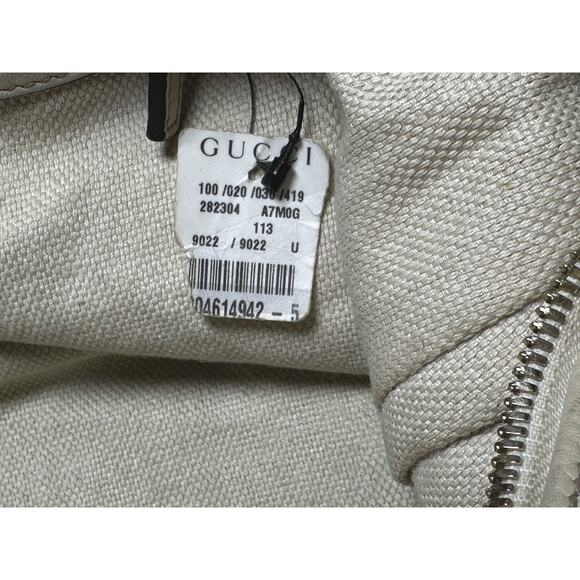 GUCCI
100 /020 /030 /419
282304 A7M0G
113
9022 / 9022 U
04614942 - 5